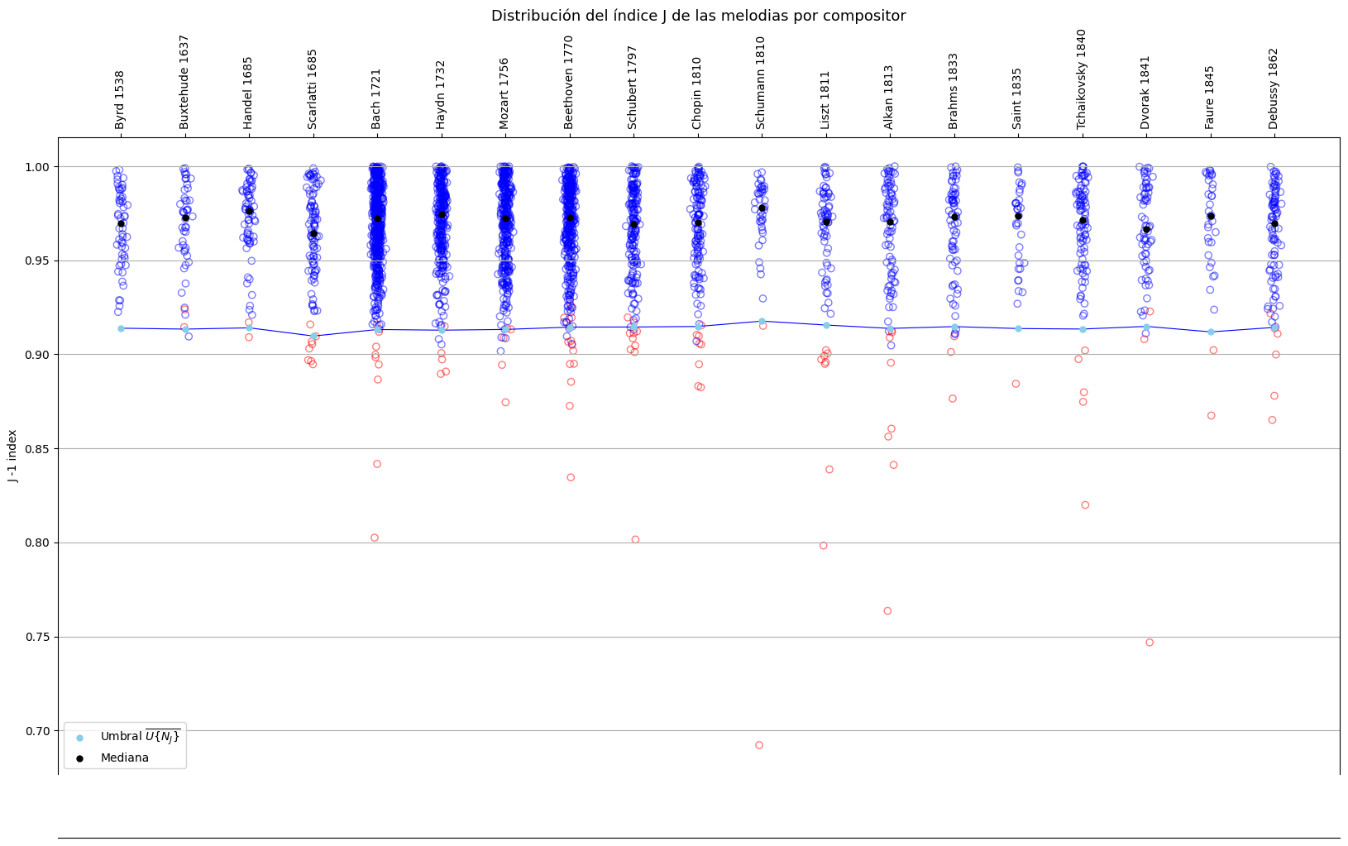 Distribución del índice J de las melodias por compositor
Byrd 1538
Buxtehude 1637
Handel 1685
Scarlatti 1685
Bach 1721
Haydn 1732
Mozart 1756
Beethoven 1770
Schubert 1797
Chopin 1810
Schumann 1810
Liszt 1811
Alkan 1813
Brahms 1833
Saint 1835
Tchaikovsky 1840
Dvorak 1841
Faure 1845
Debussy 1862
1.00
0.95
0.90
0.85
0.80
0.75
0.70
J -1 index
Umbral U{N_J}
Mediana